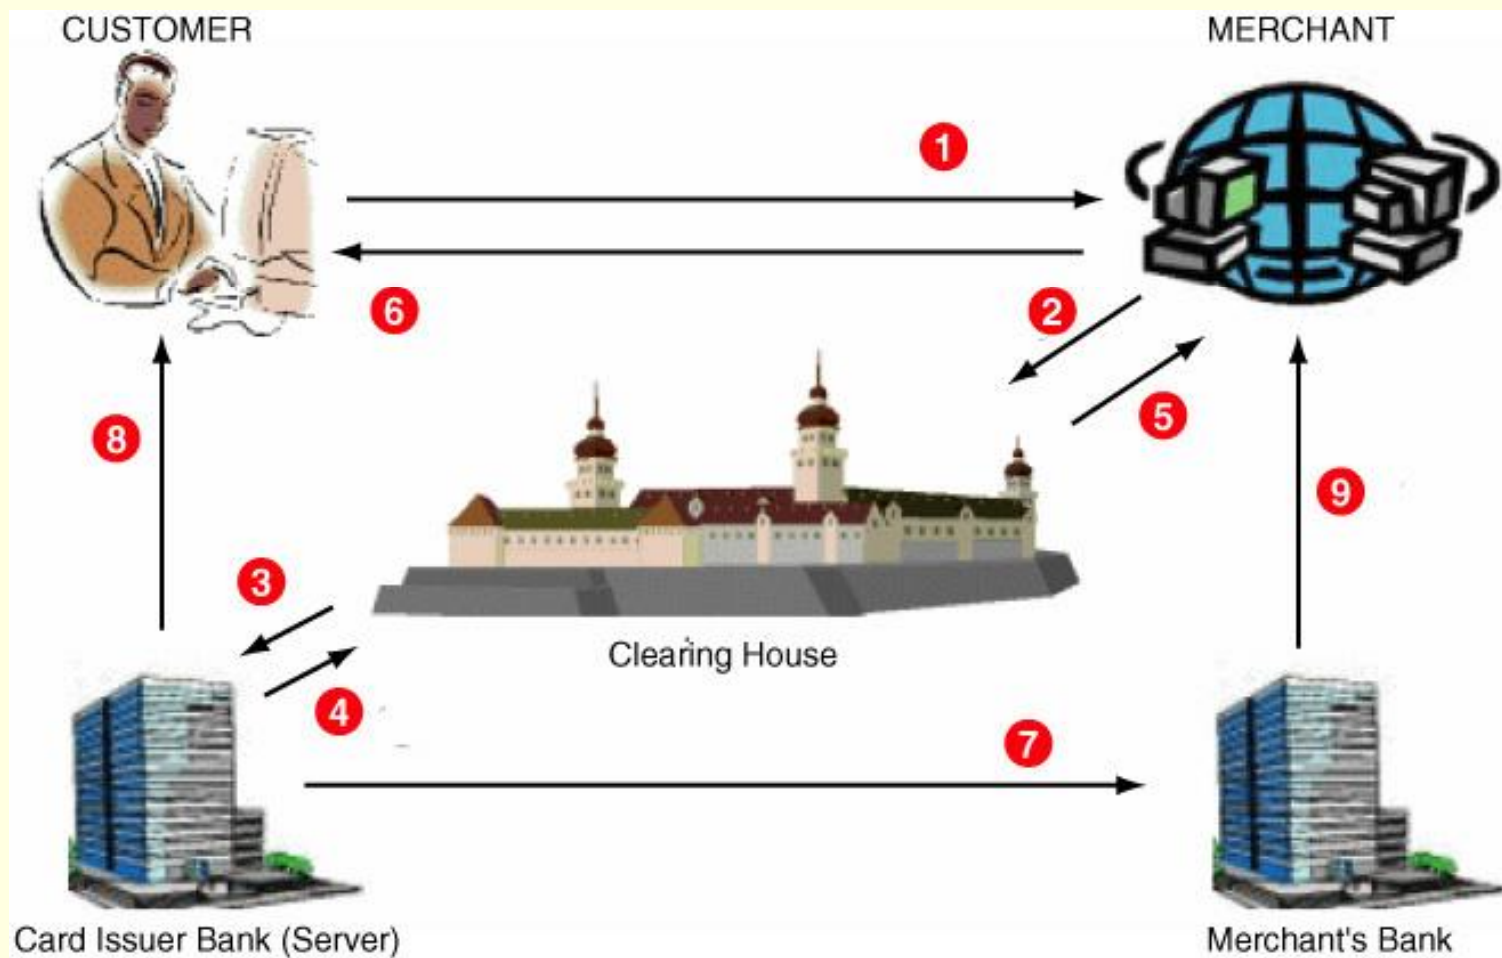 CUSTOMER
MERCHANT
1
6
2
8
5
9
3
Clearing House
4
7
Card Issuer Bank (Server)
Merchant's Bank